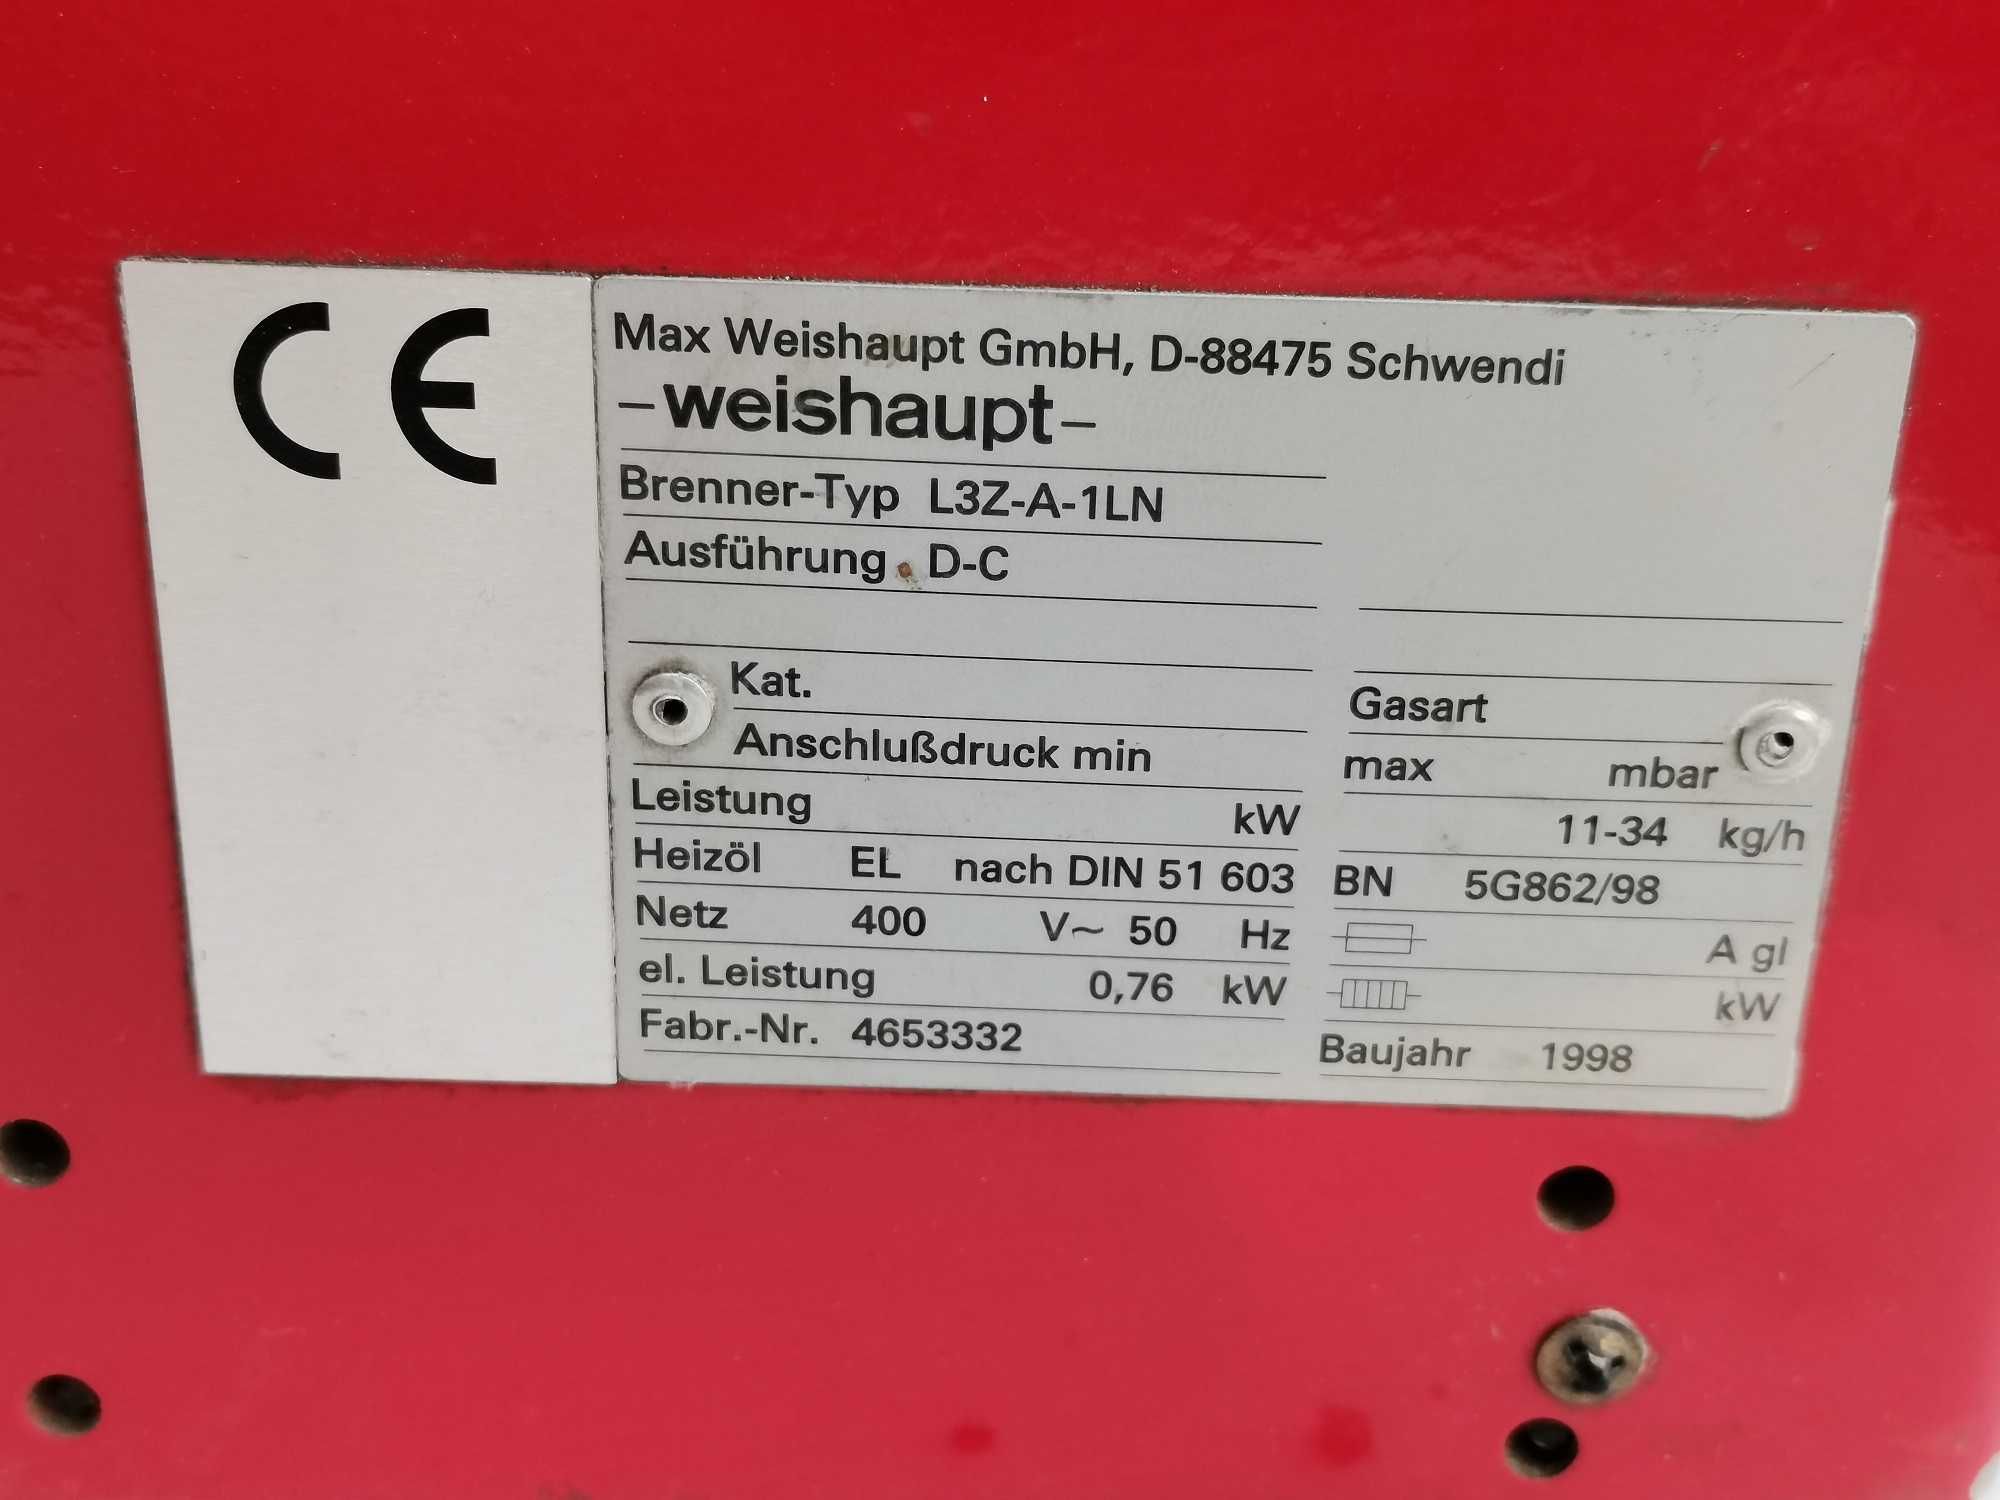 CE
Max Weishaupt GmbH, D-88475 Schwendi
–weishaupt–
Brenner-Typ L3Z-A-1LN
Ausführung D-C
Kat. Gasart
Anschlußdruck min max mbar
Leistung kW 11-34 kg/h
Heizöl EL nach DIN 51 603 BN 5G862/98
Netz 400 V~ 50 Hz A gl
el. Leistung 0,76 kW kW
Fabr.-Nr. 4653332 Baujahr 1998